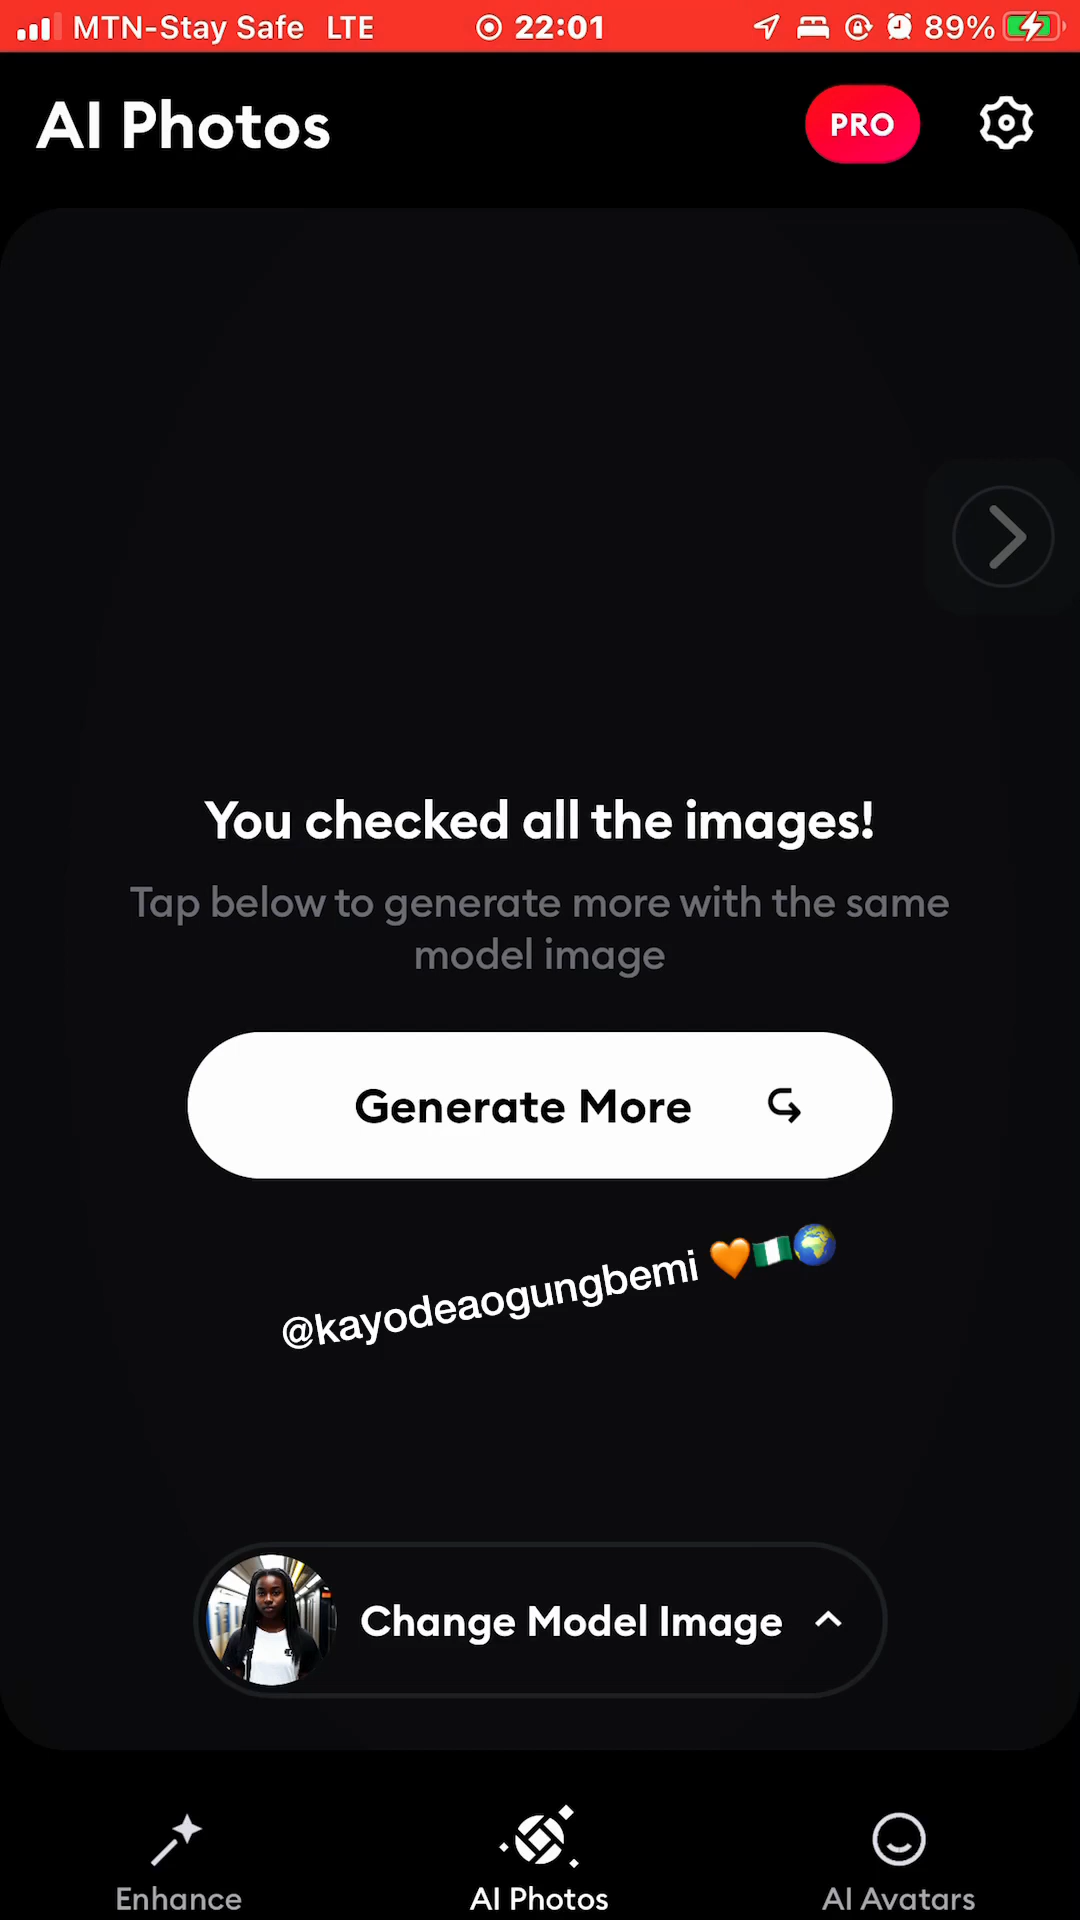 MTN-Stay Safe LTE 22:01 89%
AI Photos PRO
You checked all the images!
Tap below to generate more with the same
model image
Generate More
@kayodeaogungbemi 🧡🇳🇬🌍
Change Model Image
Enhance AI Photos AI Avatars